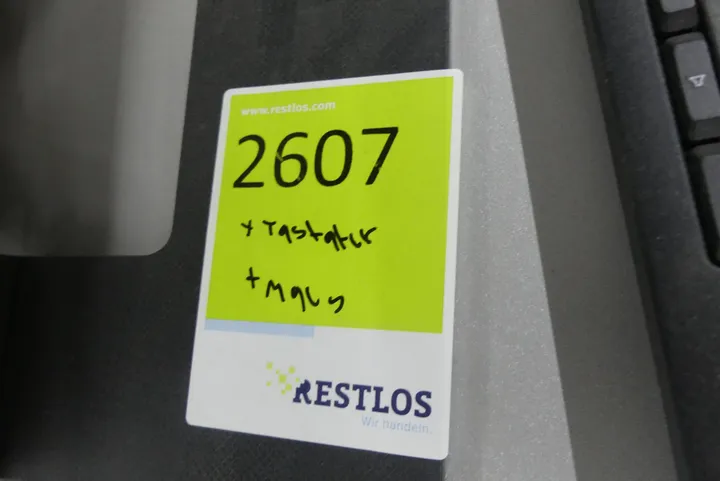 www.restlos.com
2607
+ Tastatur
+ Maus
RESTLOS
Wir handeln.